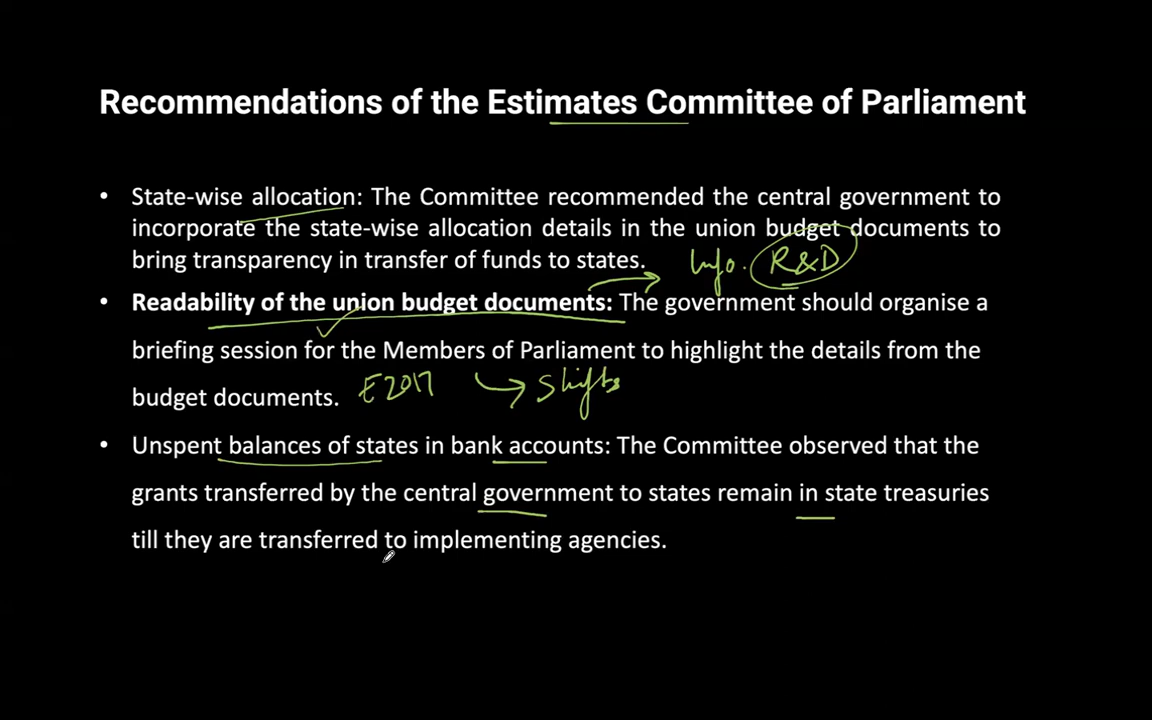 Recommendations of the Estimates Committee of Parliament
• State-wise allocation: The Committee recommended the central government to
incorporate the state-wise allocation details in the union budget documents to
bring transparency in transfer of funds to states.
Info. R&D
• Readability of the union budget documents: The government should organise a
briefing session for the Members of Parliament to highlight the details from the
budget documents.
2017 Shifts
• Unspent balances of states in bank accounts: The Committee observed that the
grants transferred by the central government to states remain in state treasuries
till they are transferred to implementing agencies.